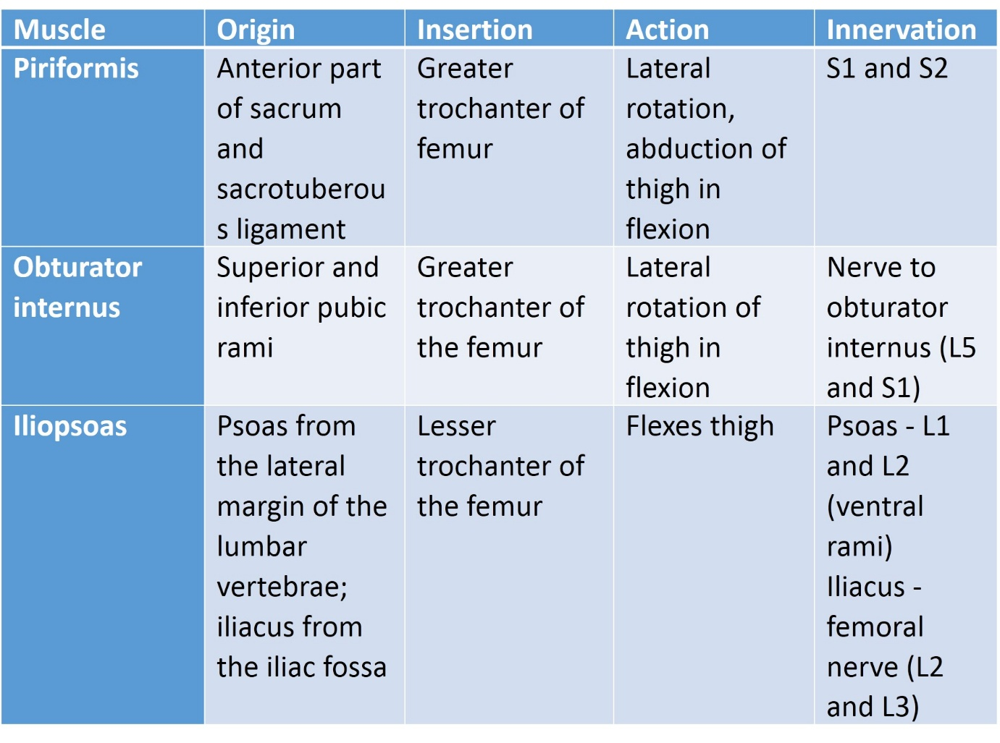 Muscle
Origin
Insertion
Action
Innervation
Piriformis
Anterior part
of sacrum
and
sacrotuberou
s ligament
Greater
trochanter of
femur
Lateral
rotation,
abduction of
thigh in
flexion
S1 and S2
Obturator
internus
Superior and
inferior pubic
rami
Greater
trochanter of
the femur
Lateral
rotation of
thigh in
flexion
Nerve to
obturator
internus (L5
and S1)
Iliopsoas
Psoas from
the lateral
margin of the
lumbar
vertebrae;
iliacus from
the iliac fossa
Lesser
trochanter of
the femur
Flexes thigh
Psoas - L1
and L2
(ventral
rami)
Iliacus -
femoral
nerve (L2
and L3)